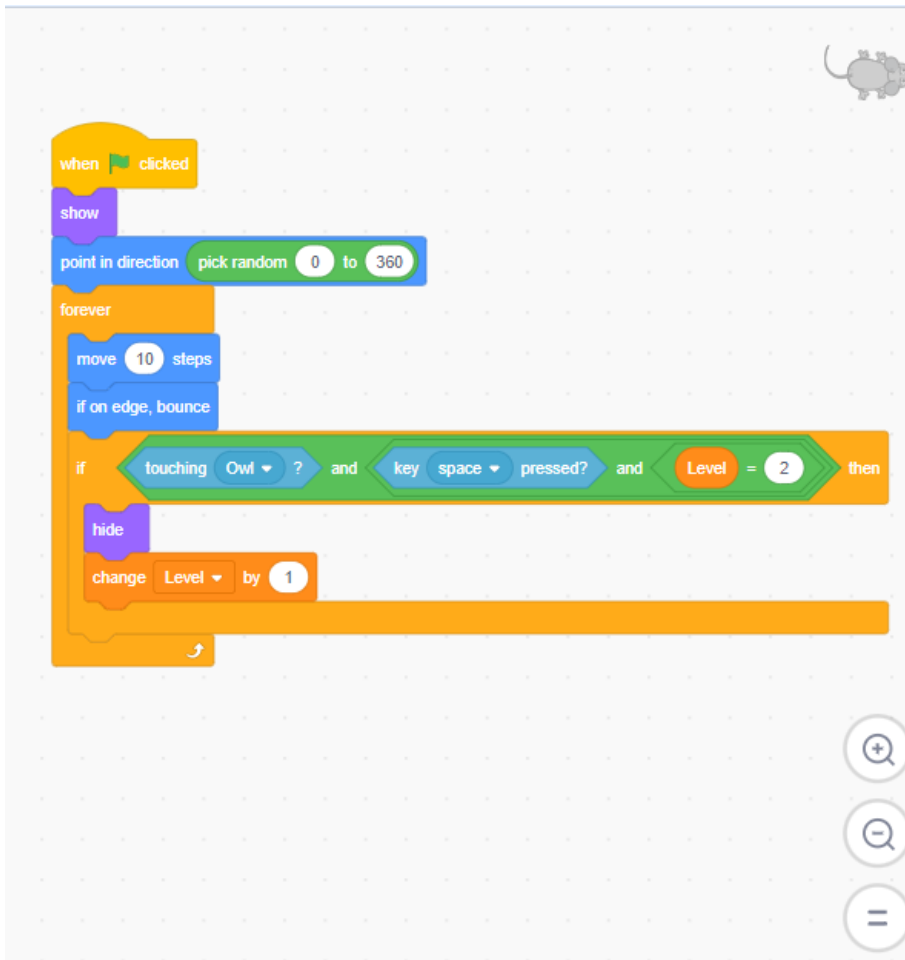 when clicked
show
point in direction pick random 0 to 360
forever
move 10 steps
if on edge, bounce
if touching Owl ? and key space pressed? and Level = 2 then
hide
change Level by 1